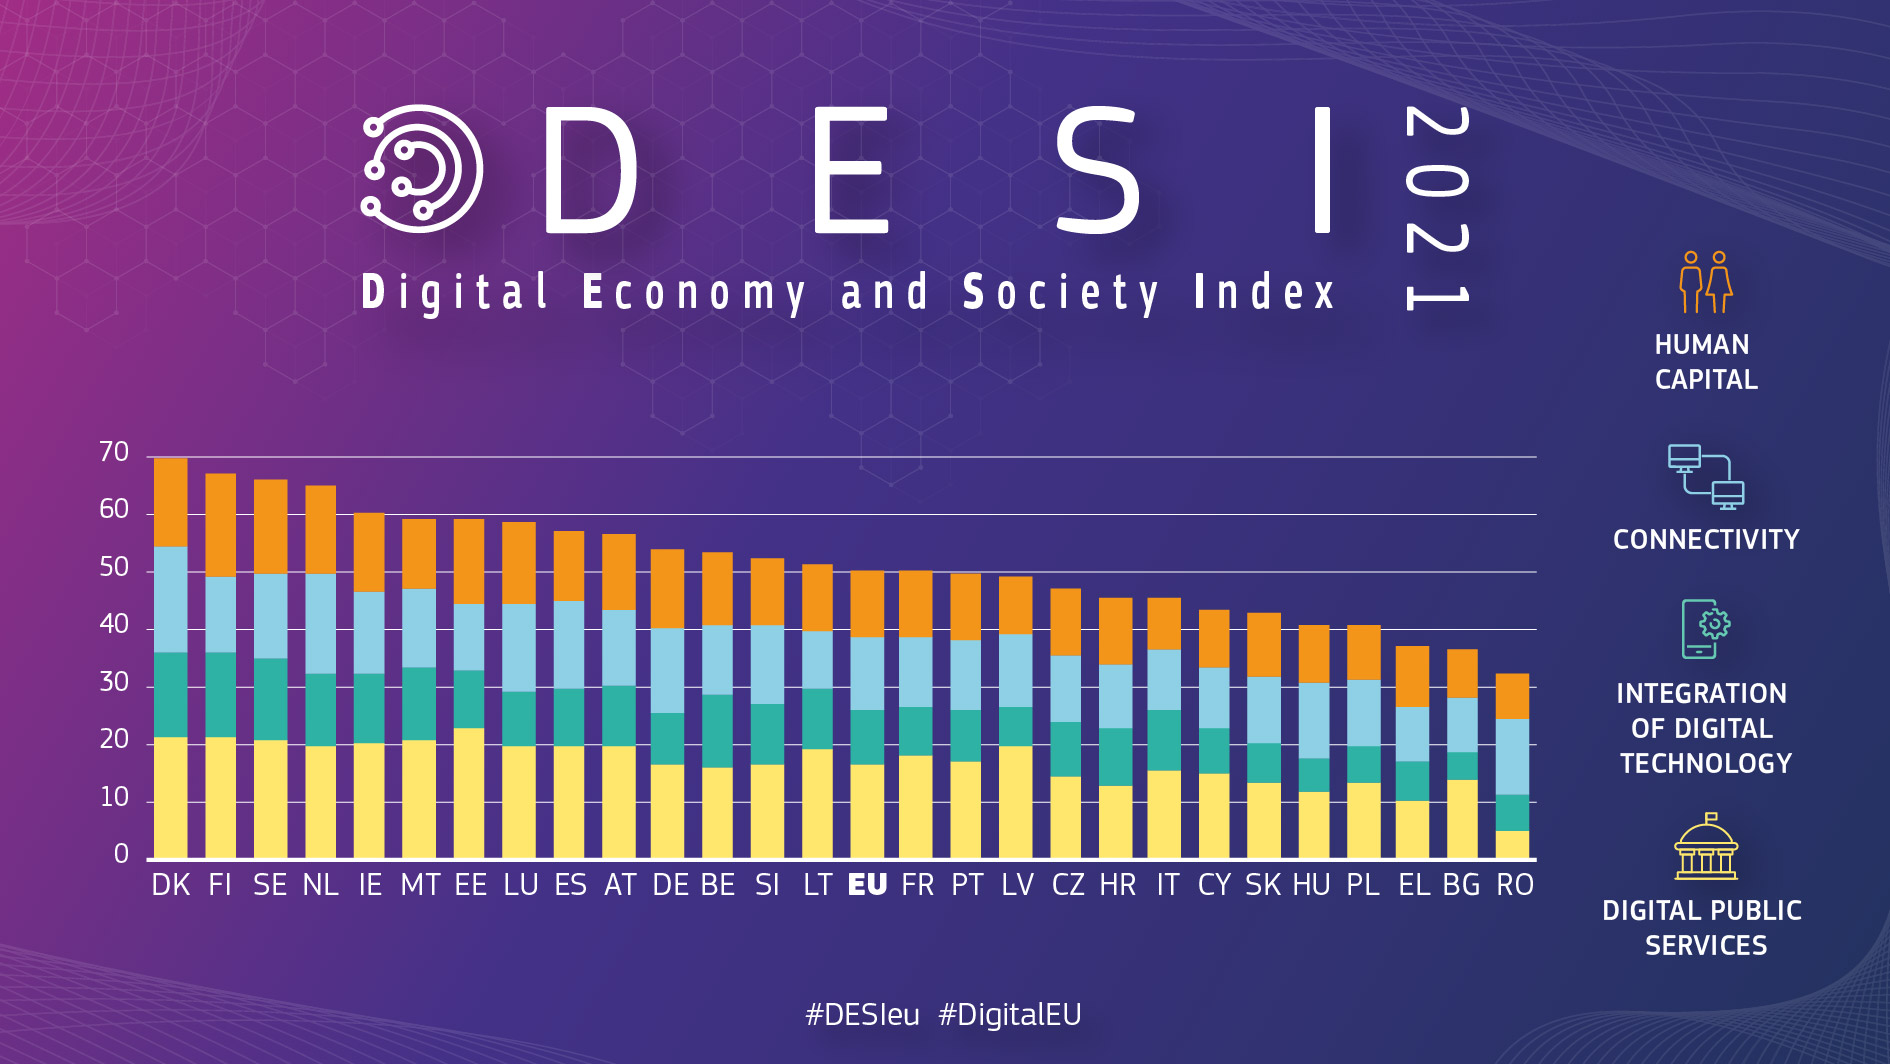 DESI 2021
Digital Economy and Society Index
HUMAN
CAPITAL
CONNECTIVITY
INTEGRATION
OF DIGITAL
TECHNOLOGY
DIGITAL PUBLIC
SERVICES
70
60
50
40
30
20
10
0
DK FI SE NL IE MT EE LU ES AT DE BE SI LT EU FR PT LV CZ HR IT CY SK HU PL EL BG RO
#DESIeu #DigitalEU